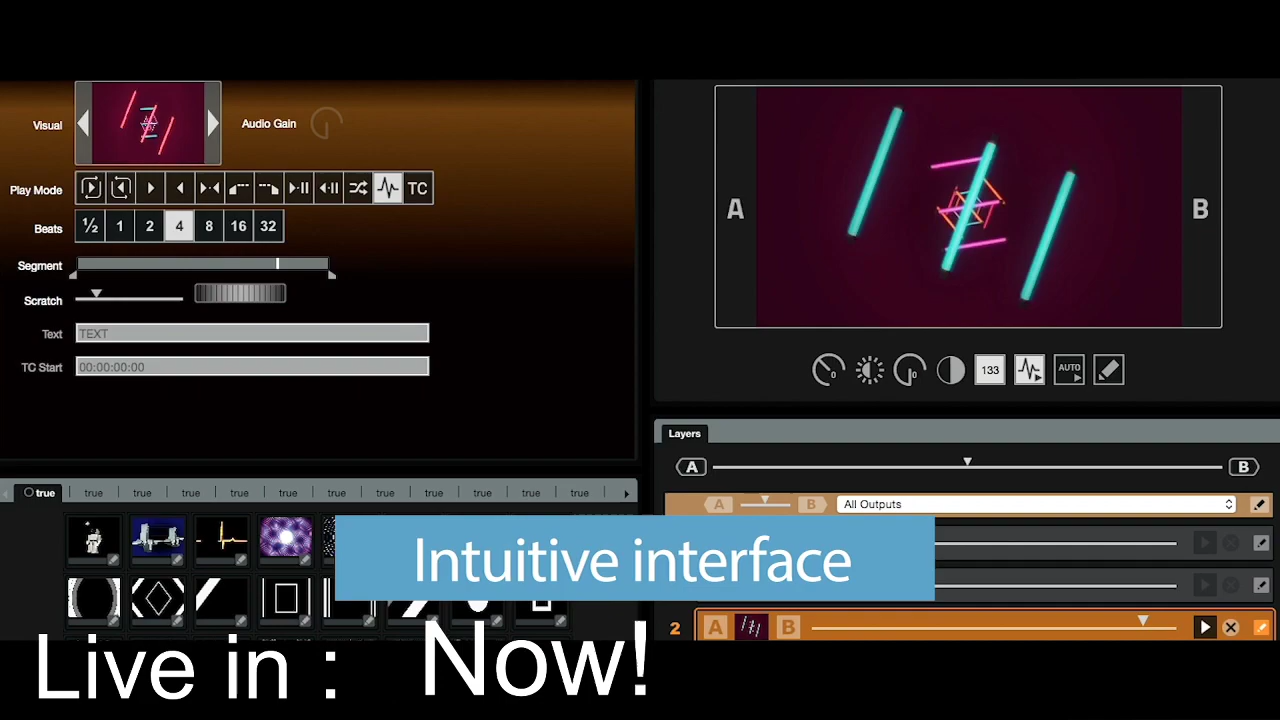 Visual
Audio Gain
Play Mode
TC
Beats
½ 1 2 4 8 16 32
Segment
Scratch
Text
TEXT
TC Start
00:00:00:00
A
B
0
0
133
AUTO
Layers
A
B
A
B
All Outputs
2
A
B
true true true true true true true true true true true true
Intuitive interface
Live in : Now!